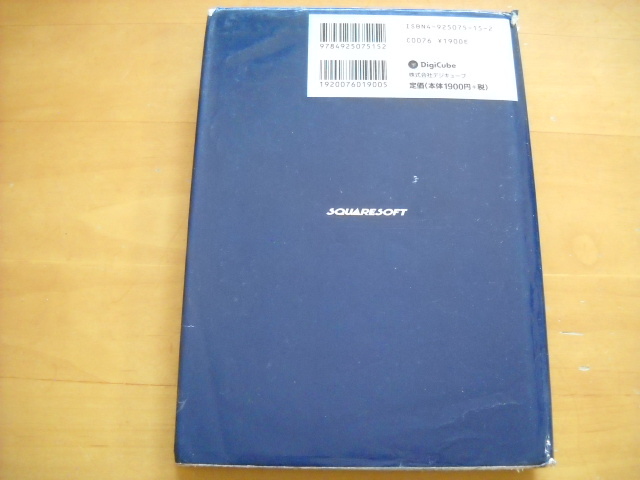 9784925075152
1920076019005
ISBN4-925075-15-2
C0076 ¥1900E
DigiCube
株式会社デジキューブ
定価(本体1900円+税)
SQUARESOFT